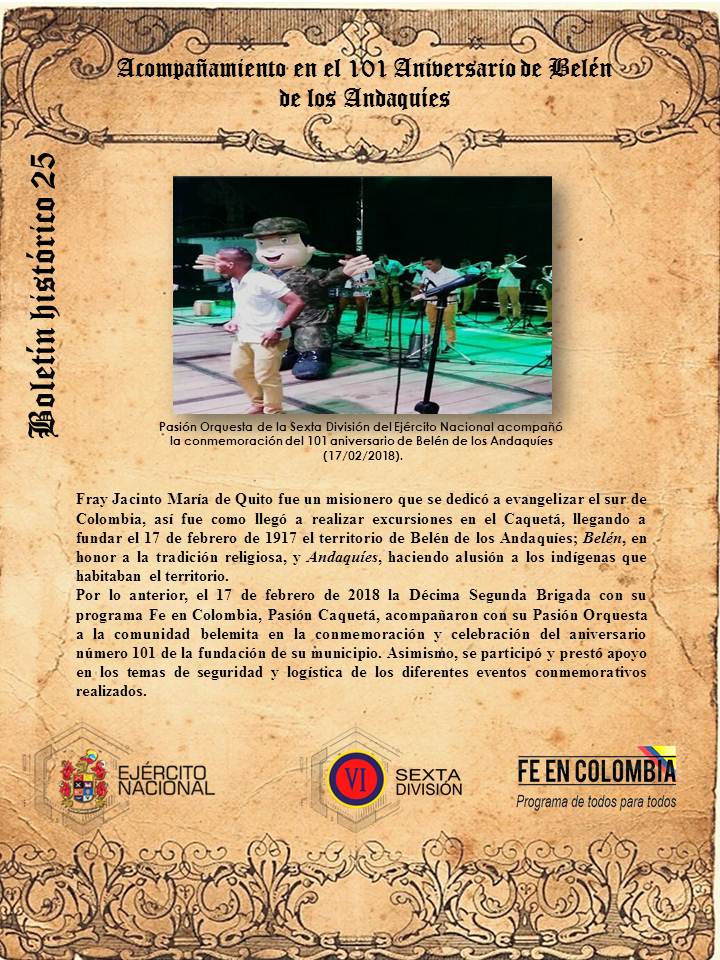 Acompañamiento en el 101 Aniversario de Belén
de los Andaquíes
Boletín histórico 25
Pasión Orquesta de la Sexta División del Ejército Nacional acompañó
la conmemoración del 101 aniversario de Belén de los Andaquíes
(17/02/2018).
Fray Jacinto María de Quito fue un misionero que se dedicó a evangelizar el sur de
Colombia, así fue como llegó a realizar excursiones en el Caquetá, llegando a
fundar el 17 de febrero de 1917 el territorio de Belén de los Andaquíes; Belén, en
honor a la tradición religiosa, y Andaquíes, haciendo alusión a los indígenas que
habitaban el territorio.
Por lo anterior, el 17 de febrero de 2018 la Décima Segunda Brigada con su
programa Fe en Colombia, Pasión Caquetá, acompañaron con su Pasión Orquesta
a la comunidad belemita en la conmemoración y celebración del aniversario
número 101 de la fundación de su municipio. Asimismo, se participó y prestó apoyo
en los temas de seguridad y logística de los diferentes eventos conmemorativos
realizados.
EJÉRCITO
NACIONAL
VI
SEXTA
DIVISIÓN
FE EN COLOMBIA
Programa de todos para todos